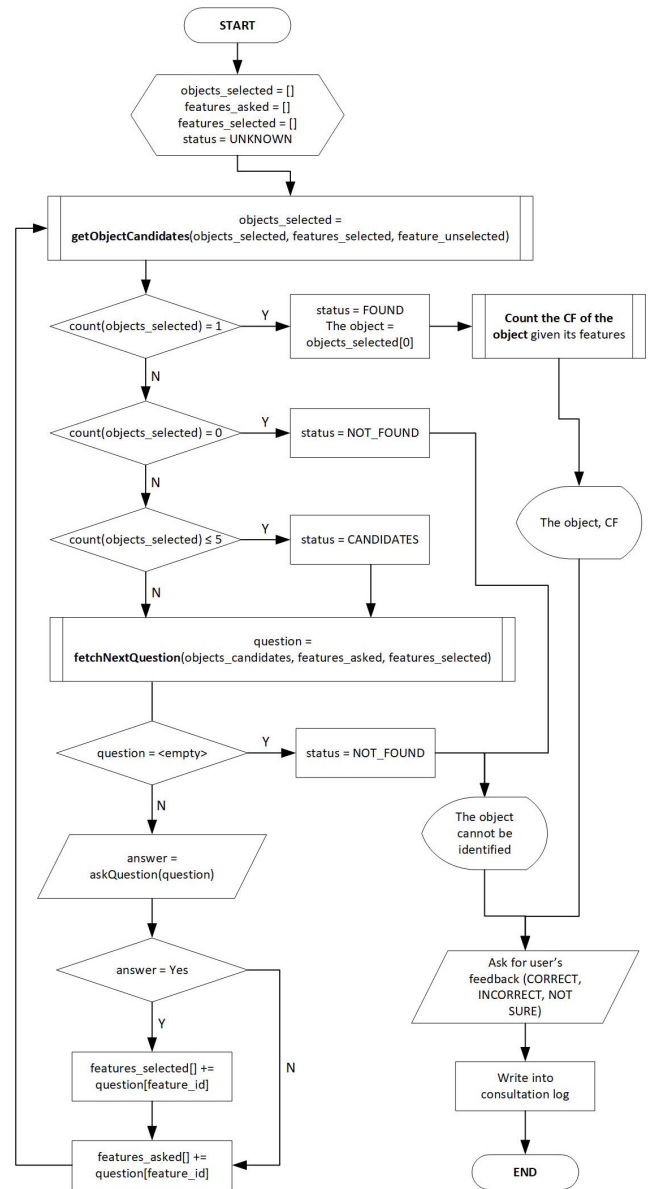 START
objects_selected = []
features_asked = []
features_selected = []
status = UNKNOWN
objects_selected =
getObjectCandidates(objects_selected, features_selected, feature_unselected)
count(objects_selected) = 1
Y
status = FOUND
The object =
objects_selected[0]
Count the CF of the
object given its features
N
count(objects_selected) = 0
Y
status = NOT_FOUND
N
The object, CF
count(objects_selected) ≤ 5
Y
status = CANDIDATES
N
question =
fetchNextQuestion(objects_candidates, features_asked, features_selected)
question = <empty>
Y
status = NOT_FOUND
N
The object
cannot be
identified
answer =
askQuestion(question)
answer = Yes
Y
N
features_selected[] +=
question[feature_id]
features_asked[] +=
question[feature_id]
Ask for user's
feedback (CORRECT,
INCORRECT, NOT
SURE)
Write into
consultation log
END